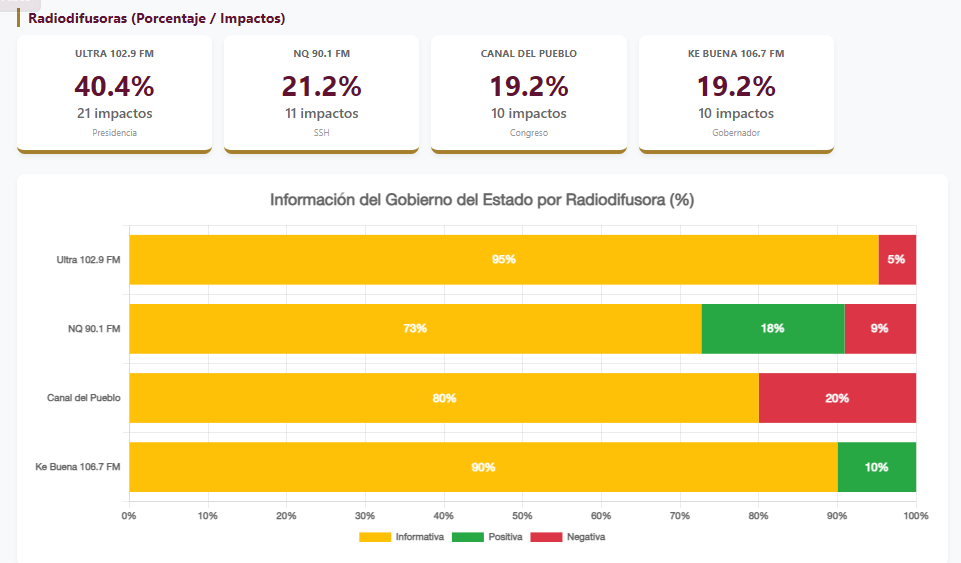 Radiodifusoras (Porcentaje / Impactos)
ULTRA 102.9 FM
40.4%
21 impactos
Presidencia
NQ 90.1 FM
21.2%
11 impactos
SSH
CANAL DEL PUEBLO
19.2%
10 impactos
Congreso
KE BUENA 106.7 FM
19.2%
10 impactos
Gobernador
Información del Gobierno del Estado por Radiodifusora (%)
Ultra 102.9 FM 95% 5%
NQ 90.1 FM 73% 18% 9%
Canal del Pueblo 80% 20%
Ke Buena 106.7 FM 90% 10%
0% 10% 20% 30% 40% 50% 60% 70% 80% 90% 100%
Informativa Positiva Negativa